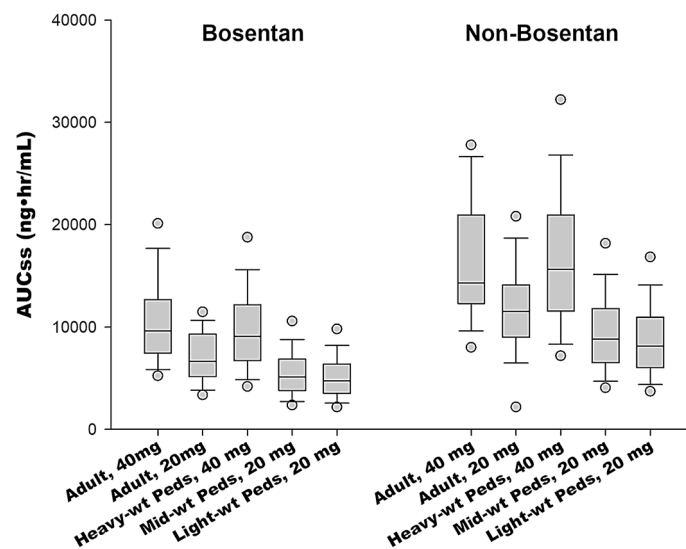 Bosentan
Non-Bosentan
AUCss (ng•hr/mL)
40000
30000
20000
10000
0
Adult, 40mg
Adult, 20mg
Heavy-wt Peds, 40 mg
Mid-wt Peds, 20 mg
Light-wt Peds, 20 mg
Adult, 40 mg
Adult, 20 mg
Heavy-wt Peds, 40 mg
Mid-wt Peds, 20 mg
Light-wt Peds, 20 mg